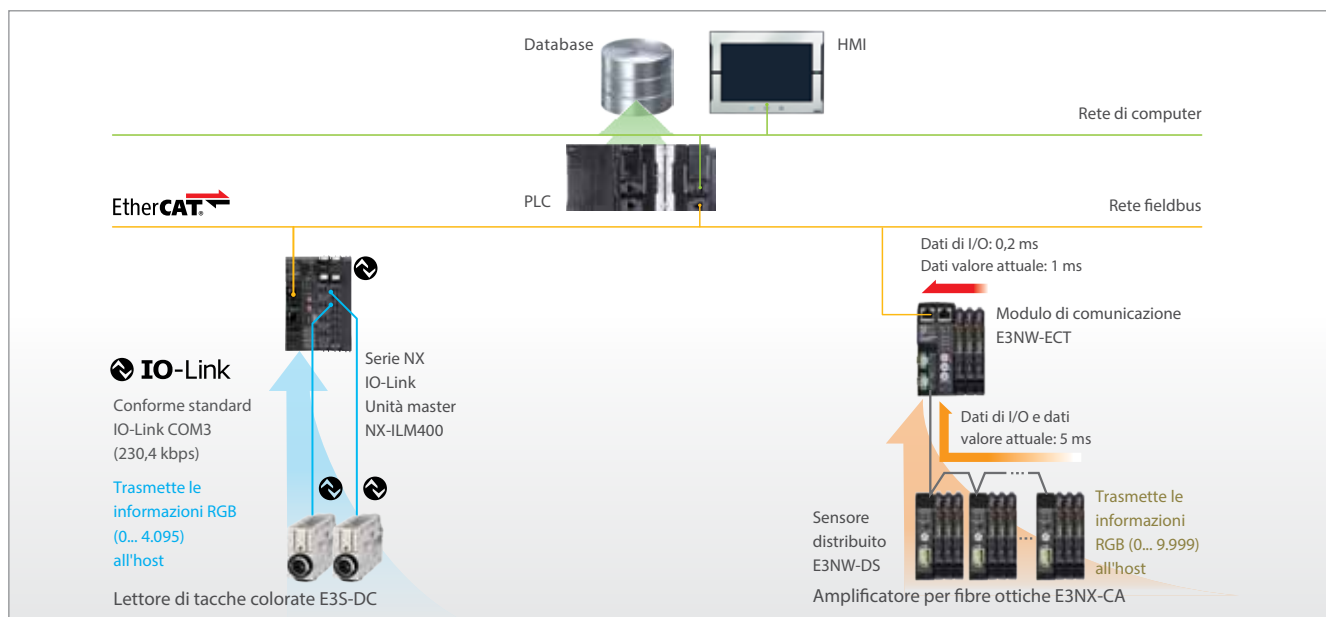 Database
HMI
Rete di computer
PLC
EtherCAT®
Rete fieldbus
Dati di I/O: 0,2 ms
Dati valore attuale: 1 ms
Modulo di comunicazione
E3NW-ECT
IO-Link
Conforme standard
IO-Link COM3
(230,4 kbps)
Serie NX
IO-Link
Unità master
NX-ILM400
Dati di I/O e dati
valore attuale: 5 ms
Trasmette le
informazioni RGB
(0... 4.095)
all'host
Sensore
distribuito
E3NW-DS
Trasmette le
informazioni
RGB (0... 9.999)
all'host
Lettore di tacche colorate E3S-DC
Amplificatore per fibre ottiche E3NX-CA